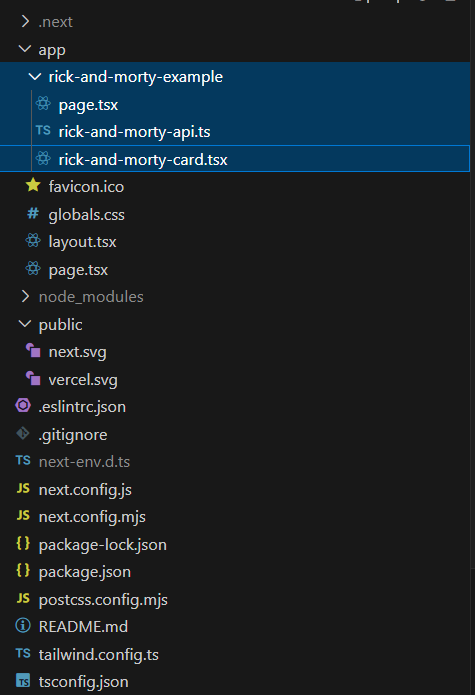 .next
app
rick-and-morty-example
page.tsx
TS rick-and-morty-api.ts
rick-and-morty-card.tsx
favicon.ico
# globals.css
layout.tsx
page.tsx
node_modules
public
next.svg
vercel.svg
.eslintrc.json
.gitignore
TS next-env.d.ts
JS next.config.js
JS next.config.mjs
{ } package-lock.json
{ } package.json
JS postcss.config.mjs
README.md
TS tailwind.config.ts
TS tsconfig.json